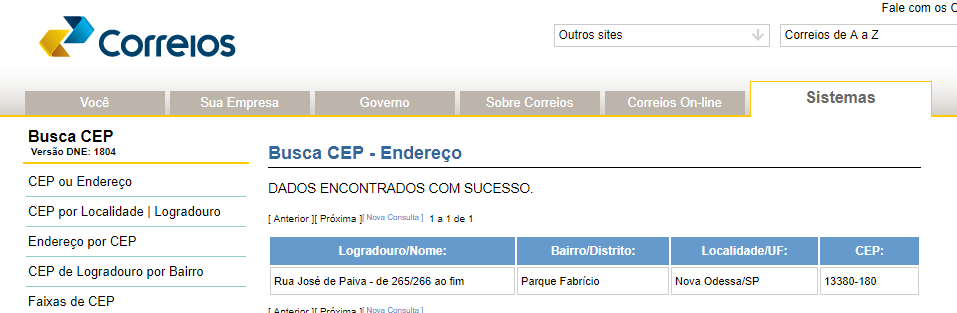 Fale com os C
Correios
Outros sites
Correios de A a Z
Você
Sua Empresa
Governo
Sobre Correios
Correios On-line
Sistemas
Busca CEP
Versão DNE: 1804
CEP ou Endereço
CEP por Localidade | Logradouro
Endereço por CEP
CEP de Logradouro por Bairro
Faixas de CEP
Busca CEP - Endereço
DADOS ENCONTRADOS COM SUCESSO.
[ Anterior ][ Próxima ][ Nova Consulta ] 1 a 1 de 1
Logradouro/Nome: Bairro/Distrito: Localidade/UF: CEP:
Rua José de Paiva - de 265/266 ao fim Parque Fabrício Nova Odessa/SP 13380-180
[ Anterior ][ Próxima ][ Nova Consulta ]